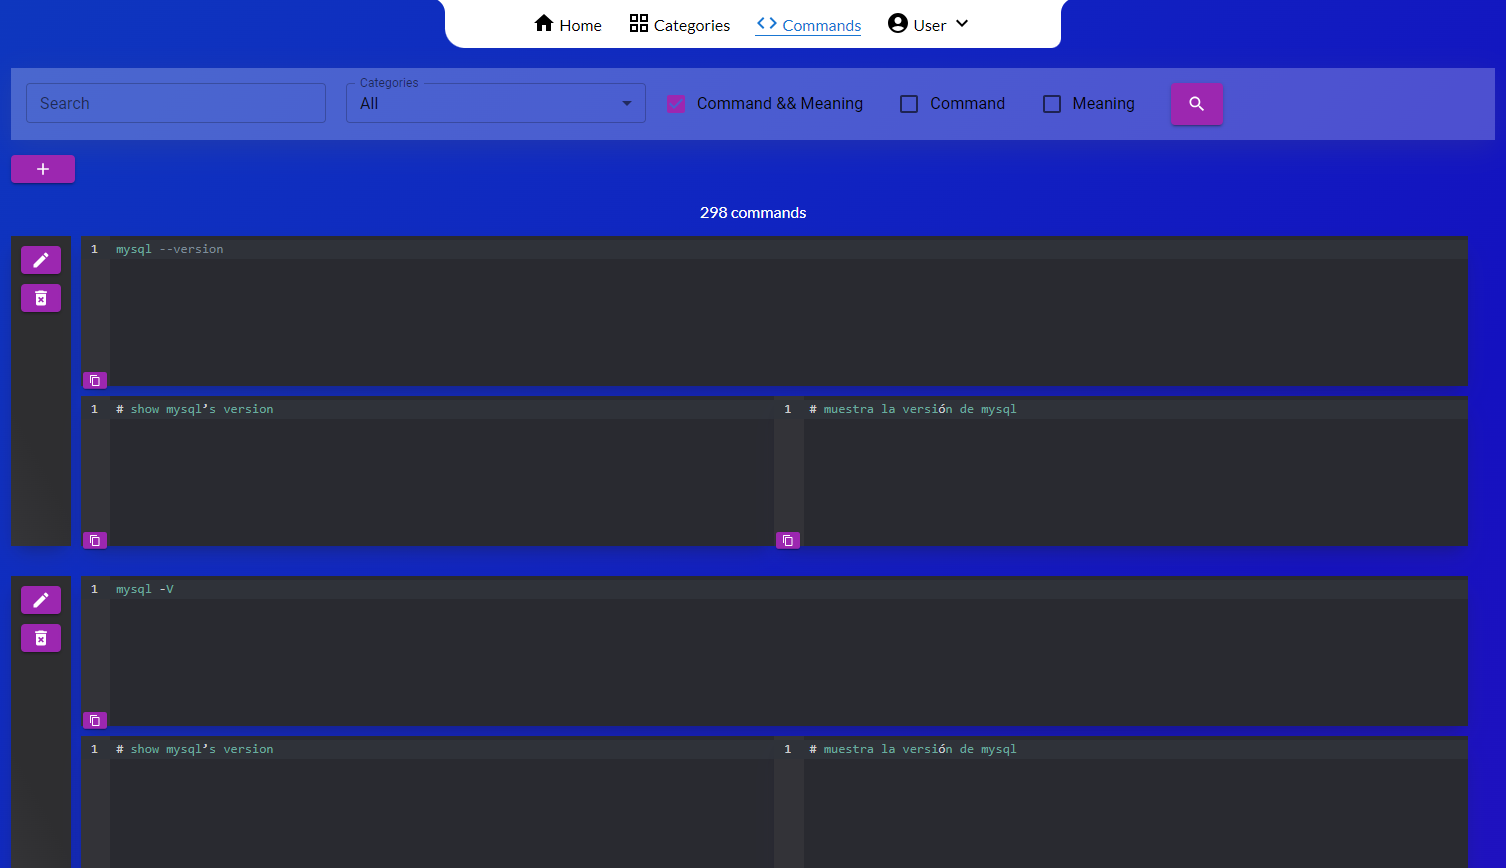 Home Categories Commands User
Categories
Search All Command && Meaning Command Meaning
+
298 commands
1 mysql --version
1 # show mysql's version 1 # muestra la versión de mysql
1 mysql -V
1 # show mysql's version 1 # muestra la versión de mysql